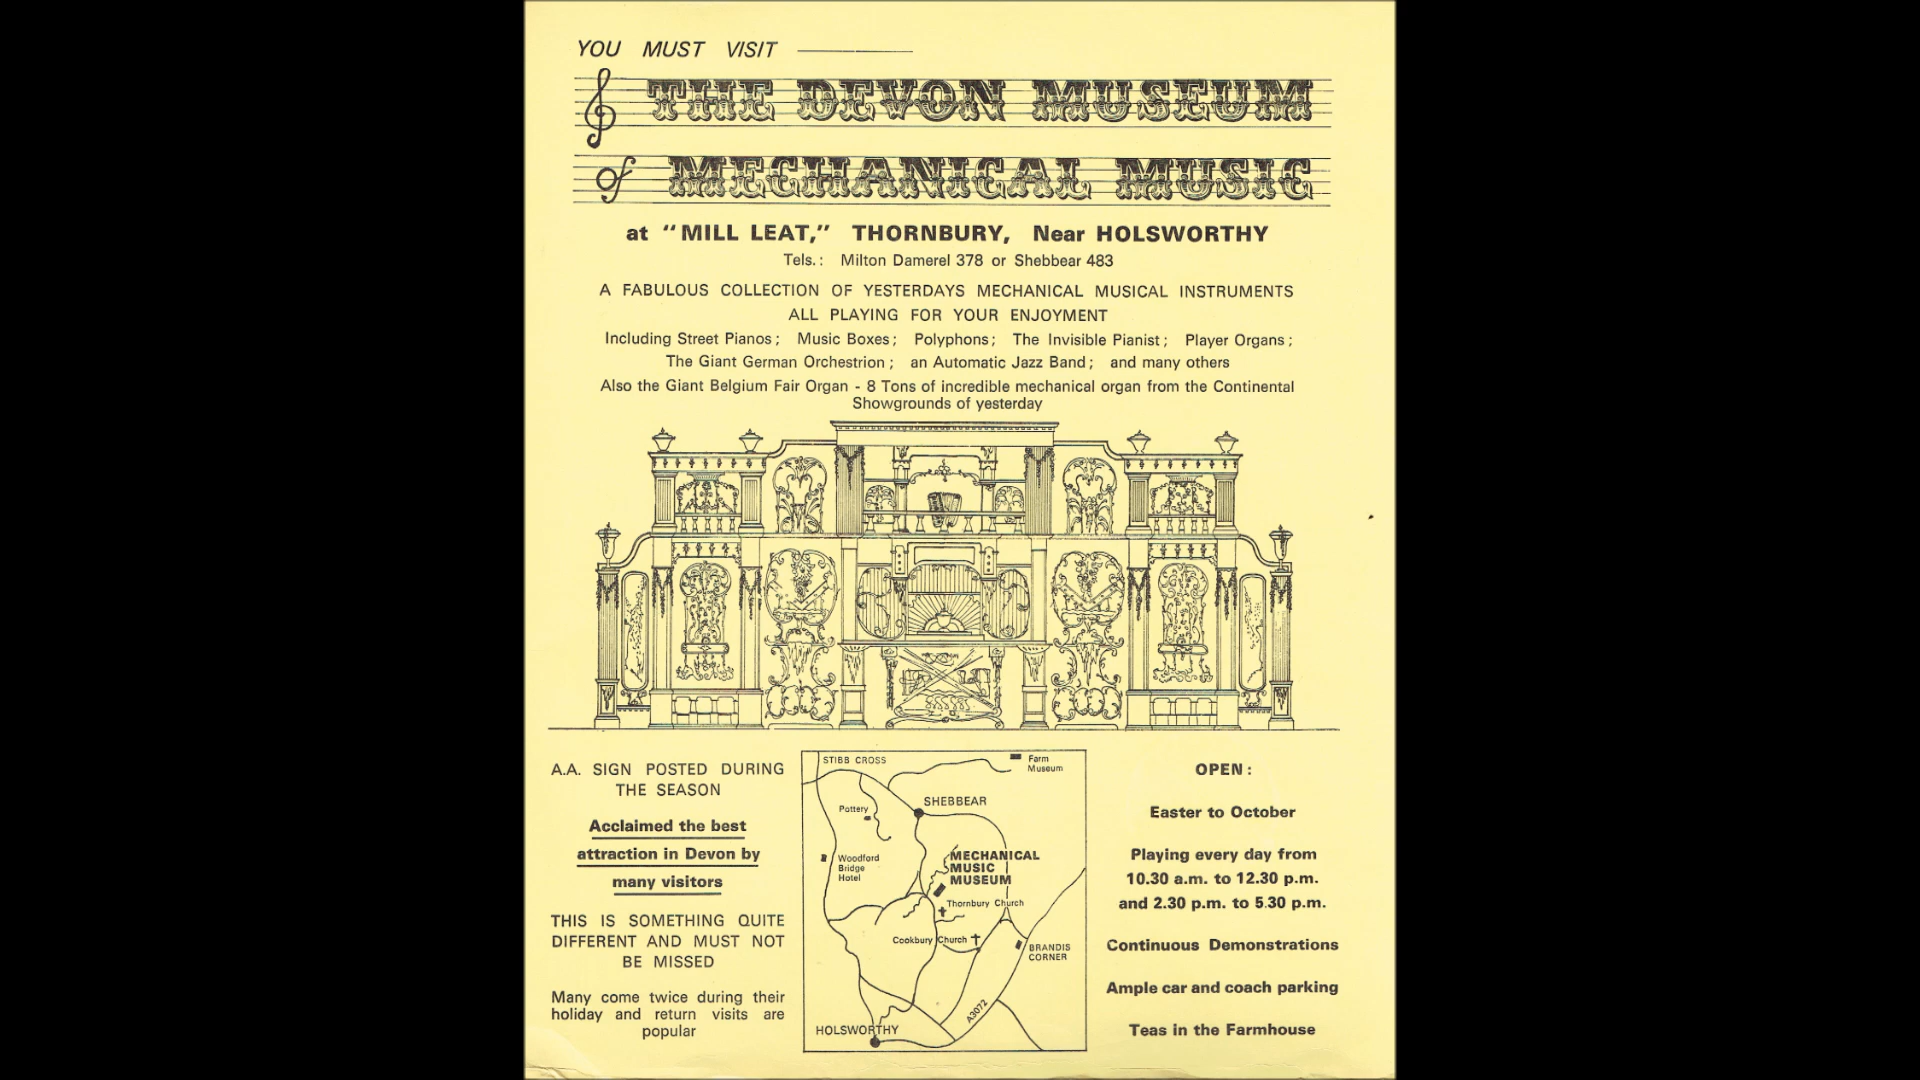 YOU MUST VISIT
THE DEVON MUSEUM
of MECHANICAL MUSIC
at "MILL LEAT," THORNBURY, Near HOLSWORTHY
Tels.: Milton Damerel 378 or Shebbear 483
A FABULOUS COLLECTION OF YESTERDAYS MECHANICAL MUSICAL INSTRUMENTS
ALL PLAYING FOR YOUR ENJOYMENT
Including Street Pianos; Music Boxes; Polyphons; The Invisible Pianist; Player Organs;
The Giant German Orchestrion; an Automatic Jazz Band; and many others
Also the Giant Belgium Fair Organ - 8 Tons of incredible mechanical organ from the Continental
Showgrounds of yesterday
A.A. SIGN POSTED DURING
THE SEASON
Acclaimed the best
attraction in Devon by
many visitors
THIS IS SOMETHING QUITE
DIFFERENT AND MUST NOT
BE MISSED
Many come twice during their
holiday and return visits are
popular
STIBB CROSS
Farm
Museum
SHEBBEAR
Pottery
Woodford
Bridge
Hotel
MECHANICAL
MUSIC
MUSEUM
Thornbury Church
Cookbury Church
BRANDIS
CORNER
A3072
HOLSWORTHY
OPEN:
Easter to October
Playing every day from
10.30 a.m. to 12.30 p.m.
and 2.30 p.m. to 5.30 p.m.
Continuous Demonstrations
Ample car and coach parking
Teas in the Farmhouse